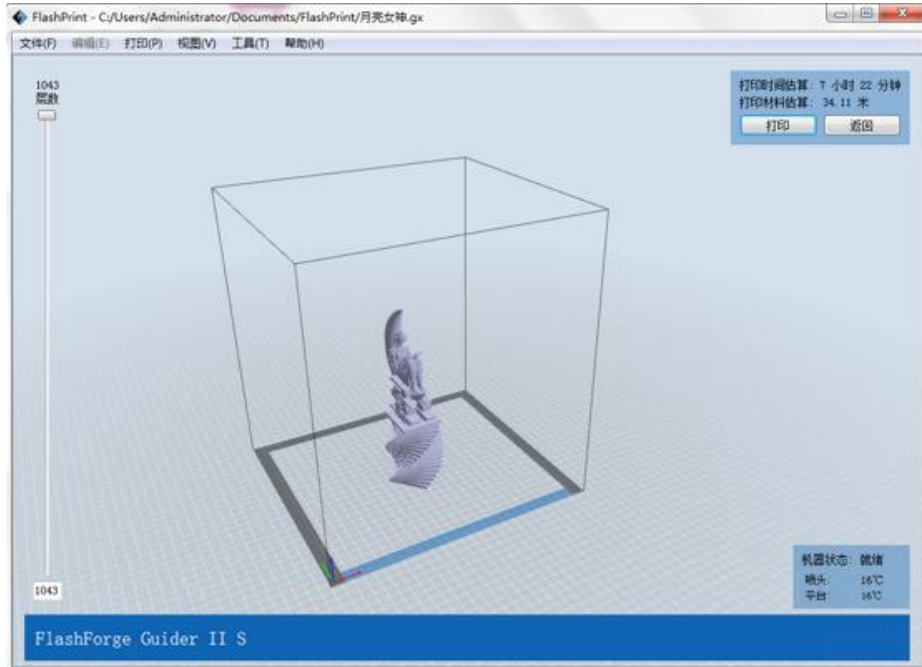 FlashPrint - C:/Users/Administrator/Documents/FlashPrint/月亮女神.gx
文件(F) 编辑(E) 打印(P) 视图(V) 工具(T) 帮助(H)
1043
层数
打印时间估算: 7 小时 22 分钟
打印材料估算: 34.11 米
打印 返回
机器状态: 就绪
喷头: 16℃
平台: 16℃
1043
FlashForge Guider II S